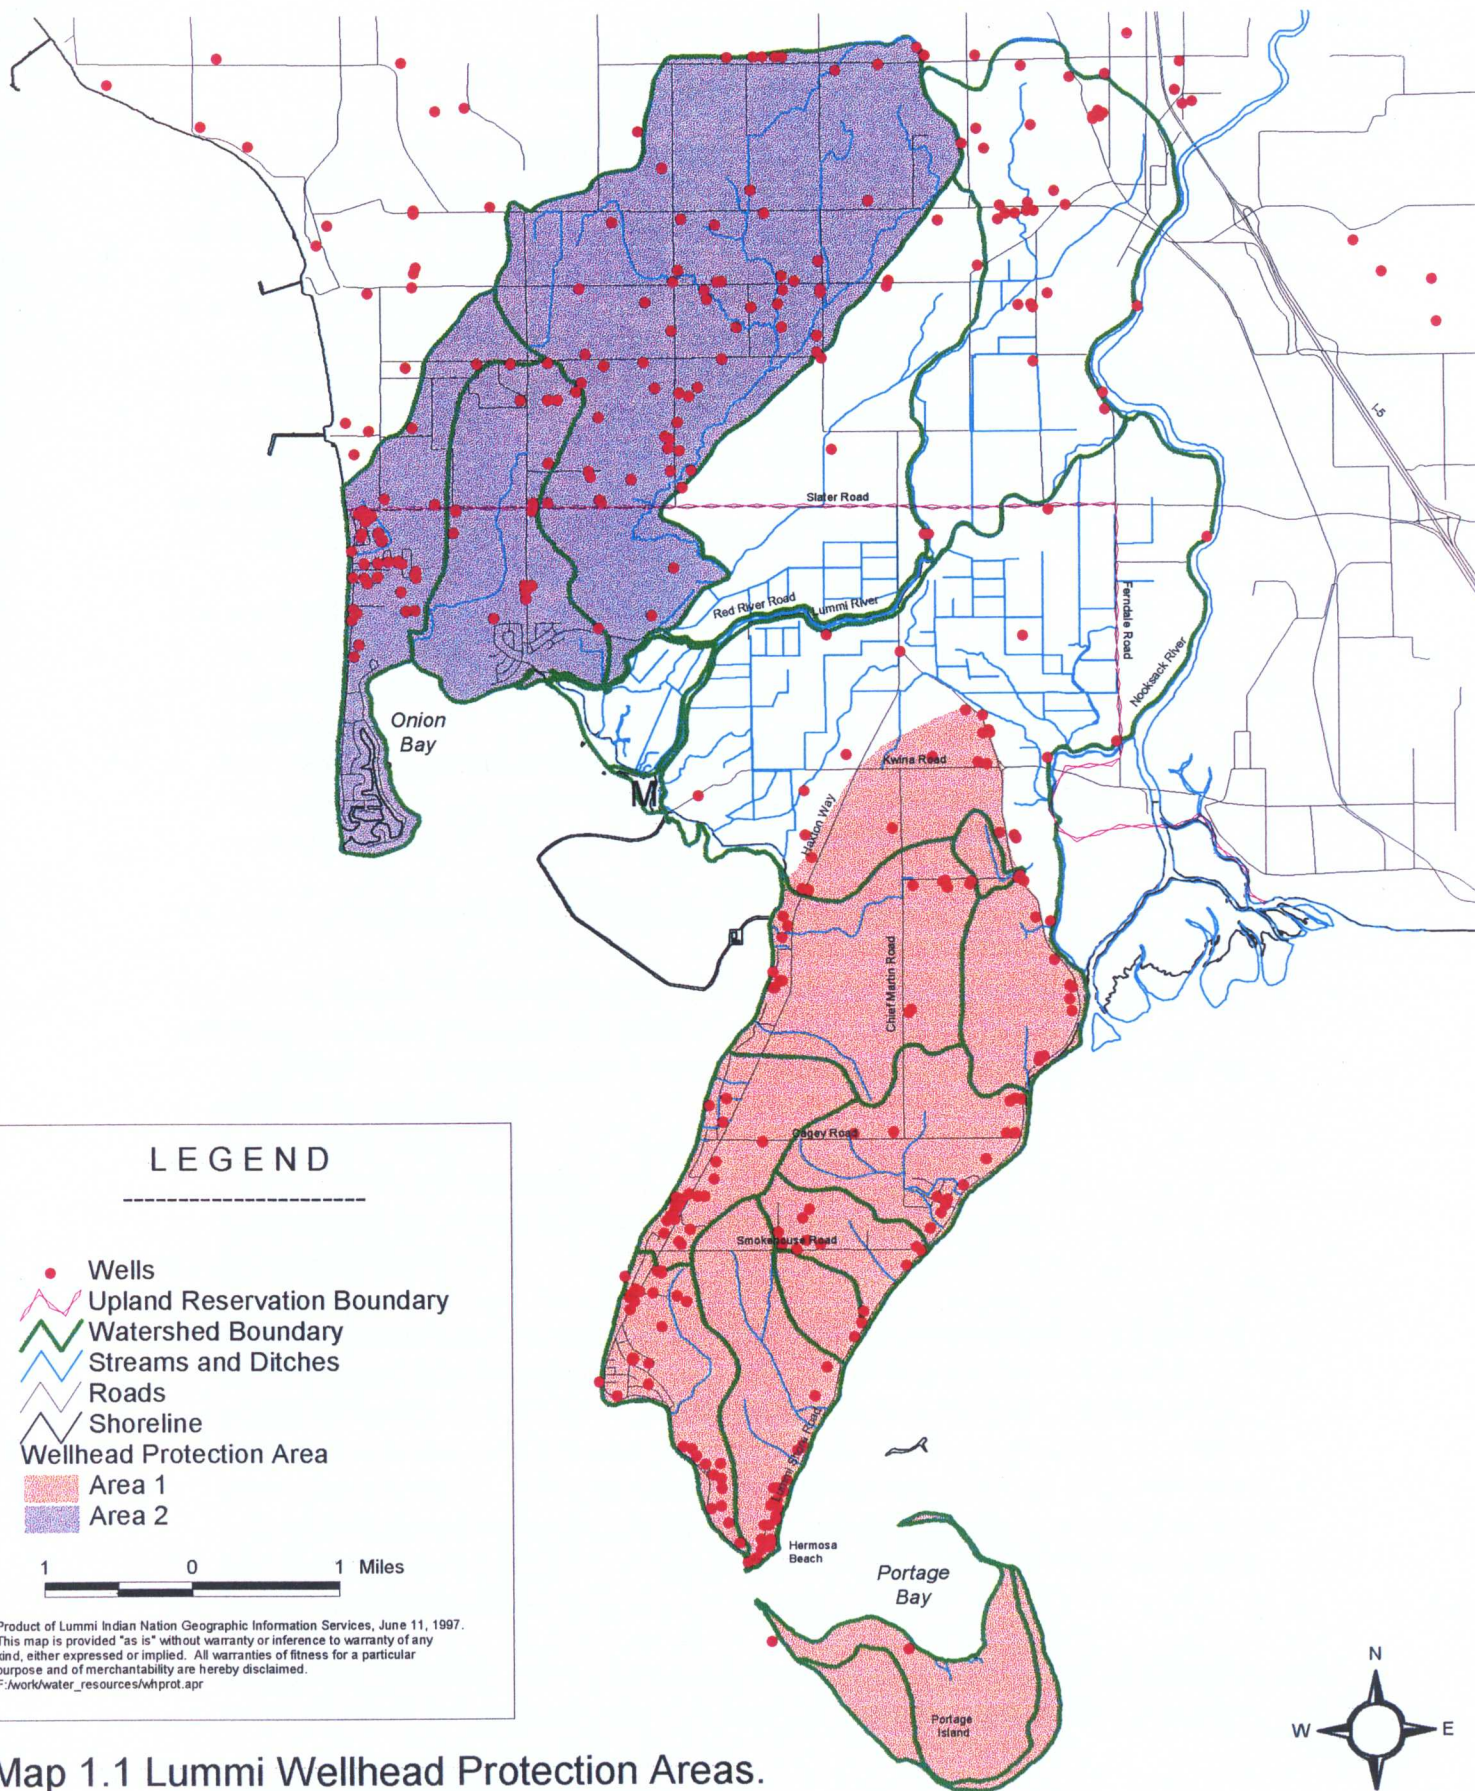 I-5
Slater Road
Red River Road
Lummi River
Ferndale Road
Nooksack River
Onion
Bay
Kwina Road
M
Haxton Way
Chief Martin Road
Cagey Road
Smokehouse Road
Lummi Shore Road
Hermosa
Beach
Portage
Bay
Portage
Island
LEGEND
----------------------
Wells
Upland Reservation Boundary
Watershed Boundary
Streams and Ditches
Roads
Shoreline
Wellhead Protection Area
Area 1
Area 2
1 0 1 Miles
Product of Lummi Indian Nation Geographic Information Services, June 11, 1997.
This map is provided "as is" without warranty or inference to warranty of any
kind, either expressed or implied. All warranties of fitness for a particular
purpose and of merchantability are hereby disclaimed.
F:/work/water_resources/whprot.apr
N
W E
Map 1.1 Lummi Wellhead Protection Areas.